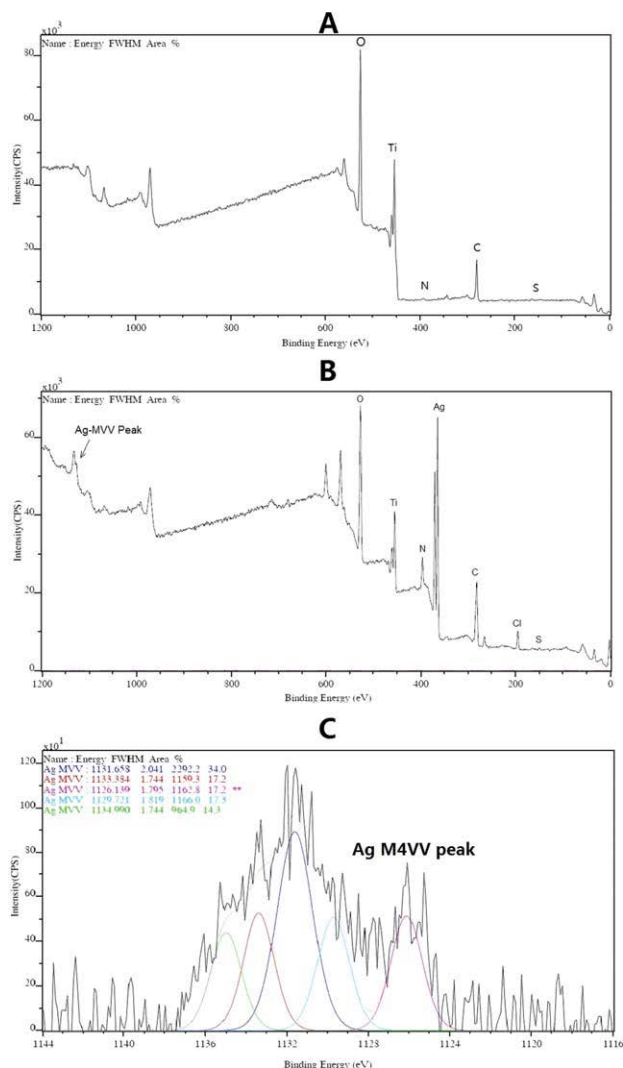 A
x10³
Name : Energy FWHM Area %
O
80
Ti
60
40
C
20
N
S
0
Intensity(CPS)
1200 1000 800 600 400 200 0
Binding Energy (eV)
B
x10³
Name : Energy FWHM Area %
O
Ag
Ag-MVV Peak
60
Ti
40
N
C
20
Cl
S
0
Intensity(CPS)
1200 1000 800 600 400 200 0
Binding Energy (eV)
C
x10¹
Name : Energy FWHM Area %
Ag MVV : 1131.658 2.041 2292.2 34.0
Ag MVV : 1133.384 1.744 1159.3 17.2
Ag MVV : 1126.139 1.795 1162.8 17.2 **
Ag MVV : 1129.721 1.819 1166.0 17.3
Ag MVV : 1134.990 1.744 964.9 14.3
Ag M4VV peak
120
100
80
60
40
20
0
Intensity(CPS)
1144 1140 1136 1132 1128 1124 1120 1116
Binding Energy (eV)